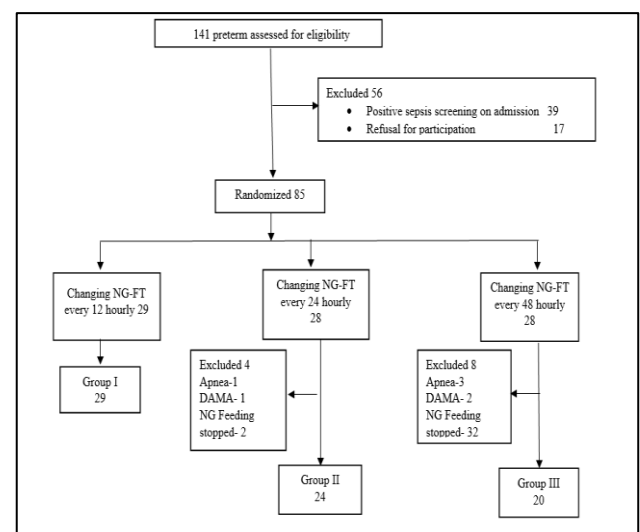 141 preterm assessed for eligibility
Excluded 56
• Positive sepsis screening on admission 39
• Refusal for participation 17
Randomized 85
Changing NG-FT
every 12 hourly 29
Changing NG-FT
every 24 hourly
28
Changing NG-FT
every 48 hourly
28
Group I
29
Excluded 4
Apnea-1
DAMA- 1
NG Feeding
stopped- 2
Excluded 8
Apnea-3
DAMA- 2
NG Feeding
stopped- 32
Group II
24
Group III
20